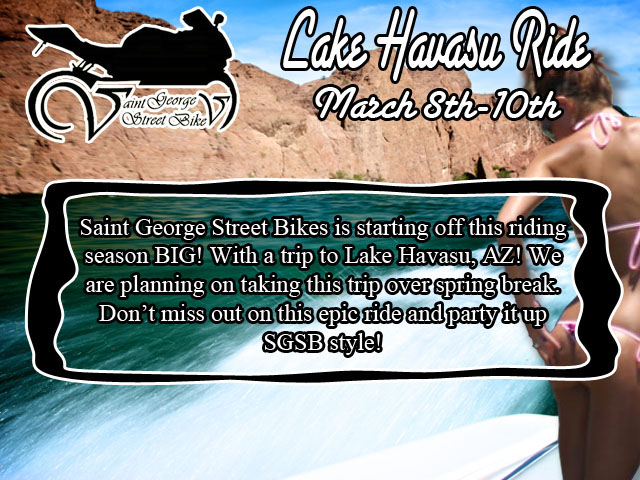 Saint George
Street Bikes
Lake Havasu Ride
March 8th-10th
Saint George Street Bikes is starting off this riding
season BIG! With a trip to Lake Havasu, AZ! We
are planning on taking this trip over spring break.
Don't miss out on this epic ride and party it up
SGSB style!